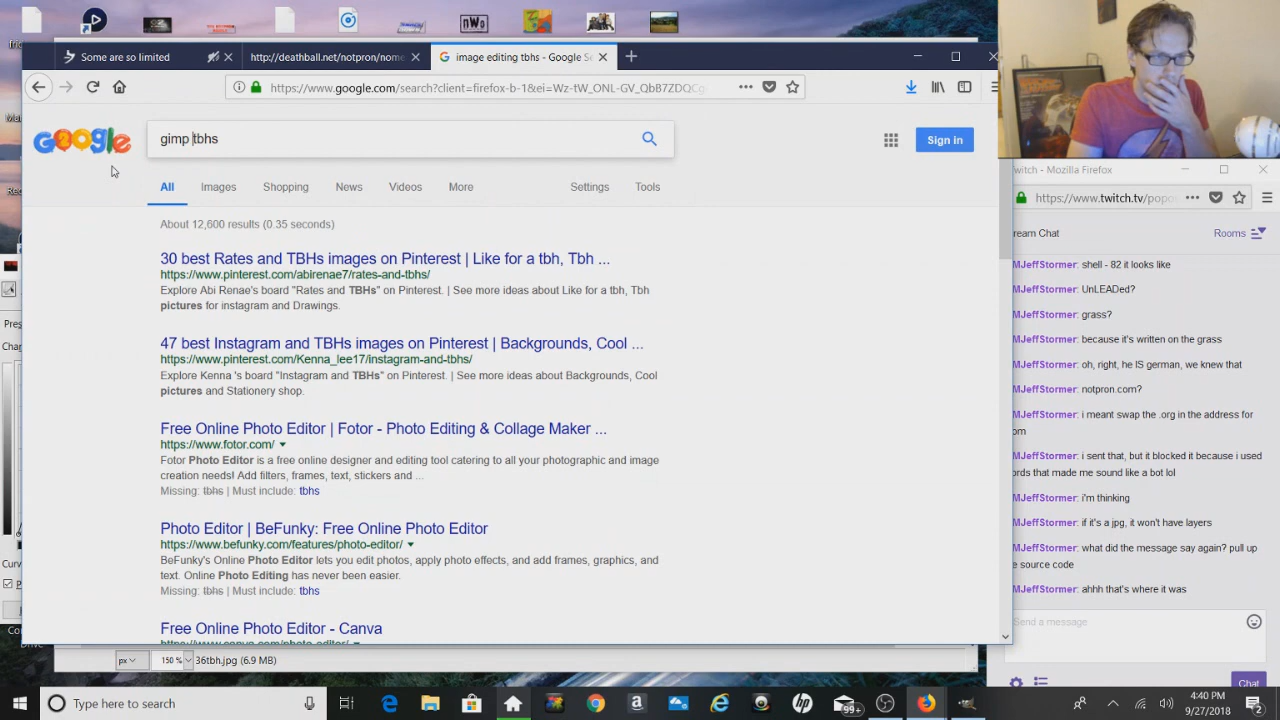 Some are so limited
http://deathball.net/notpron/nome
image editing tbhs - Google Se
https://www.google.com/search?client=firefox-b-1&ei=Wz-tW_ONL-GV_QbB7ZDQCg
Google
gimp tbhs
Sign in
All
Images
Shopping
News
Videos
More
Settings
Tools
About 12,600 results (0.35 seconds)
30 best Rates and TBHs images on Pinterest | Like for a tbh, Tbh ...
https://www.pinterest.com/abirenae7/rates-and-tbhs/
Explore Abi Renae's board "Rates and TBHs" on Pinterest. | See more ideas about Like for a tbh, Tbh
pictures for instagram and Drawings.
47 best Instagram and TBHs images on Pinterest | Backgrounds, Cool ...
https://www.pinterest.com/Kenna_lee17/instagram-and-tbhs/
Explore Kenna 's board "Instagram and TBHs" on Pinterest. | See more ideas about Backgrounds, Cool
pictures and Stationery shop.
Free Online Photo Editor | Fotor - Photo Editing & Collage Maker ...
https://www.fotor.com/
Fotor Photo Editor is a free online designer and editing tool catering to all your photographic and image
creation needs! Add filters, frames, text, stickers and ...
Missing: tbhs | Must include: tbhs
Photo Editor | BeFunky: Free Online Photo Editor
https://www.befunky.com/features/photo-editor/
BeFunky's Online Photo Editor lets you edit photos, apply photo effects, and add frames, graphics, and
text. Online Photo Editing has never been easier.
Missing: tbhs | Must include: tbhs
Free Online Photo Editor - Canva
https://www.canva.com/photo-editor/
px
150 %
36tbh.jpg (6.9 MB)
nWo
witch - Mozilla Firefox
https://www.twitch.tv/popo
ream Chat
Rooms
MJeffStormer: shell - 82 it looks like
MJeffStormer: UnLEADed?
MJeffStormer: grass?
MJeffStormer: because it's written on the grass
MJeffStormer: oh, right, he IS german, we knew that
MJeffStormer: notpron.com?
MJeffStormer: i meant swap the .org in the address for
om
MJeffStormer: i sent that, but it blocked it because i used
ords that made me sound like a bot lol
MJeffStormer: i'm thinking
MJeffStormer: if it's a jpg, it won't have layers
MJeffStormer: what did the message say again? pull up
e source code
MJeffStormer: ahhh that's where it was
Send a message
Chat
Type here to search
99+
4:40 PM
9/27/2018